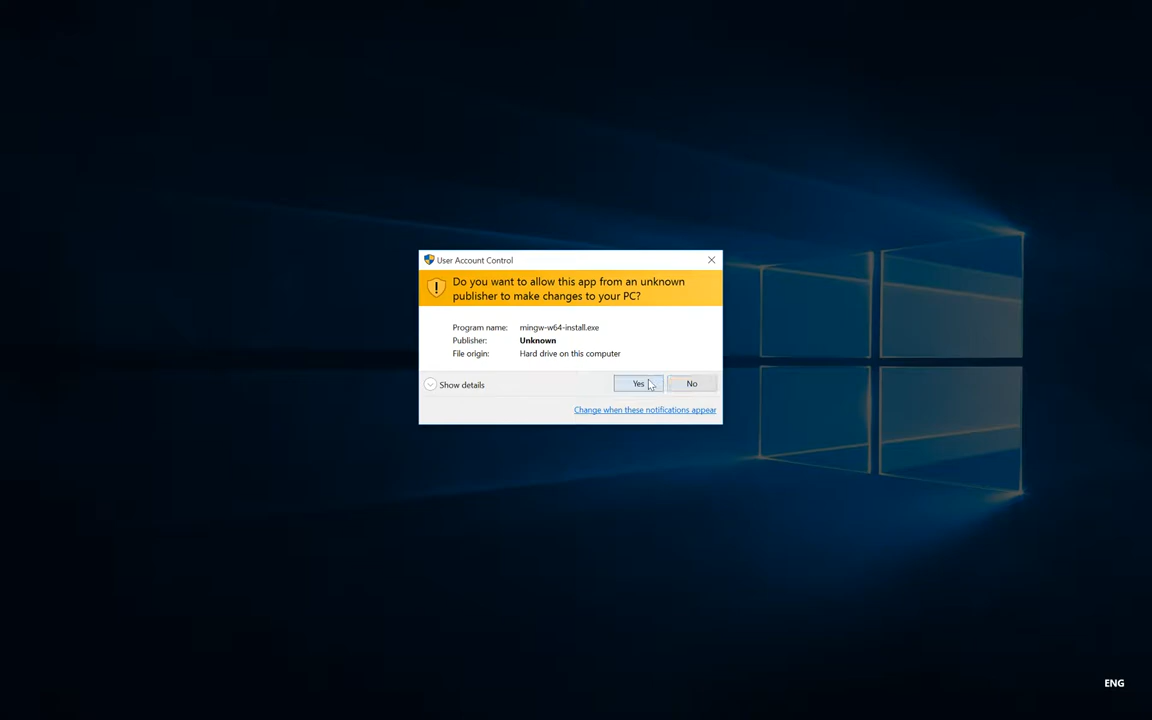 User Account Control
Do you want to allow this app from an unknown
publisher to make changes to your PC?
Program name: mingw-w64-install.exe
Publisher: Unknown
File origin: Hard drive on this computer
Show details
Yes
No
Change when these notifications appear
ENG